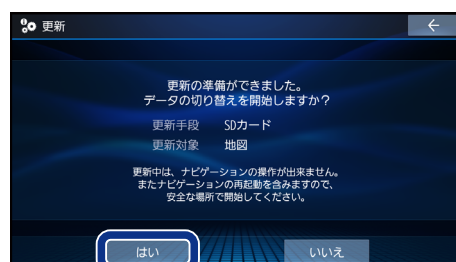 更新
更新の準備ができました。
データの切り替えを開始しますか？
更新手段 SDカード
更新対象 地図
更新中は、ナビゲーションの操作が出来ません。
またナビゲーションの再起動を含みますので、
安全な場所で開始してください。
はい いいえ